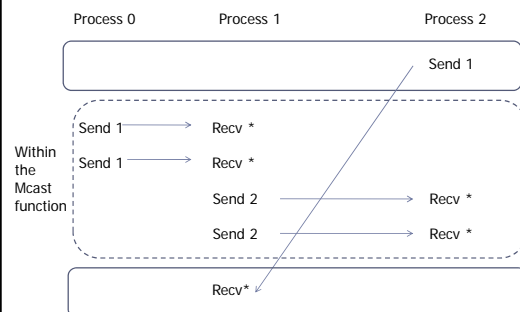 Process 0 Process 1 Process 2
Send 1
Send 1 Recv *
Within
the
Mcast
function
Send 1 Recv *
Send 2 Recv *
Send 2 Recv *
Recv*